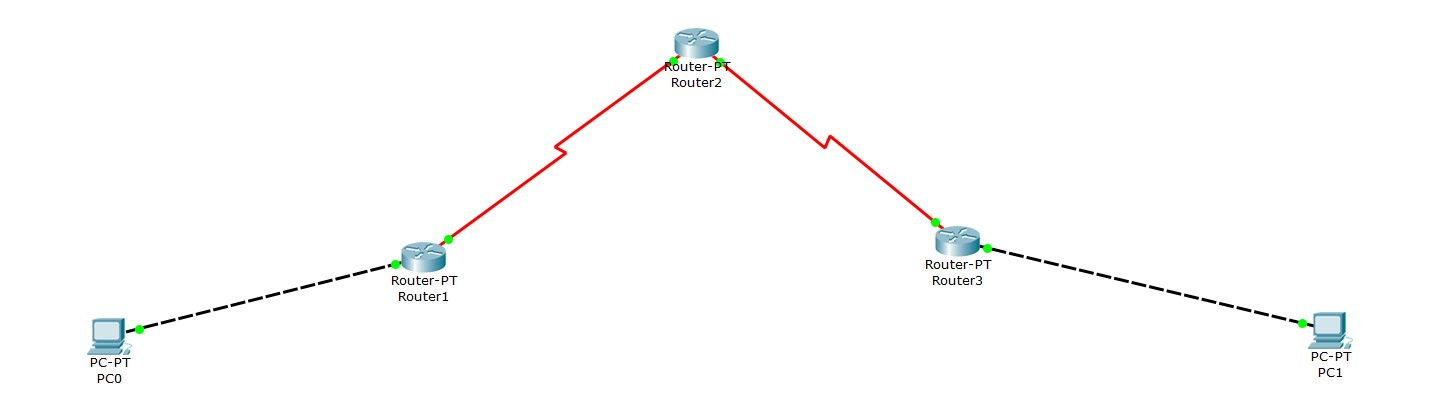 Router-PT
Router2
Router-PT
Router1
Router-PT
Router3
PC-PT
PC0
PC-PT
PC1